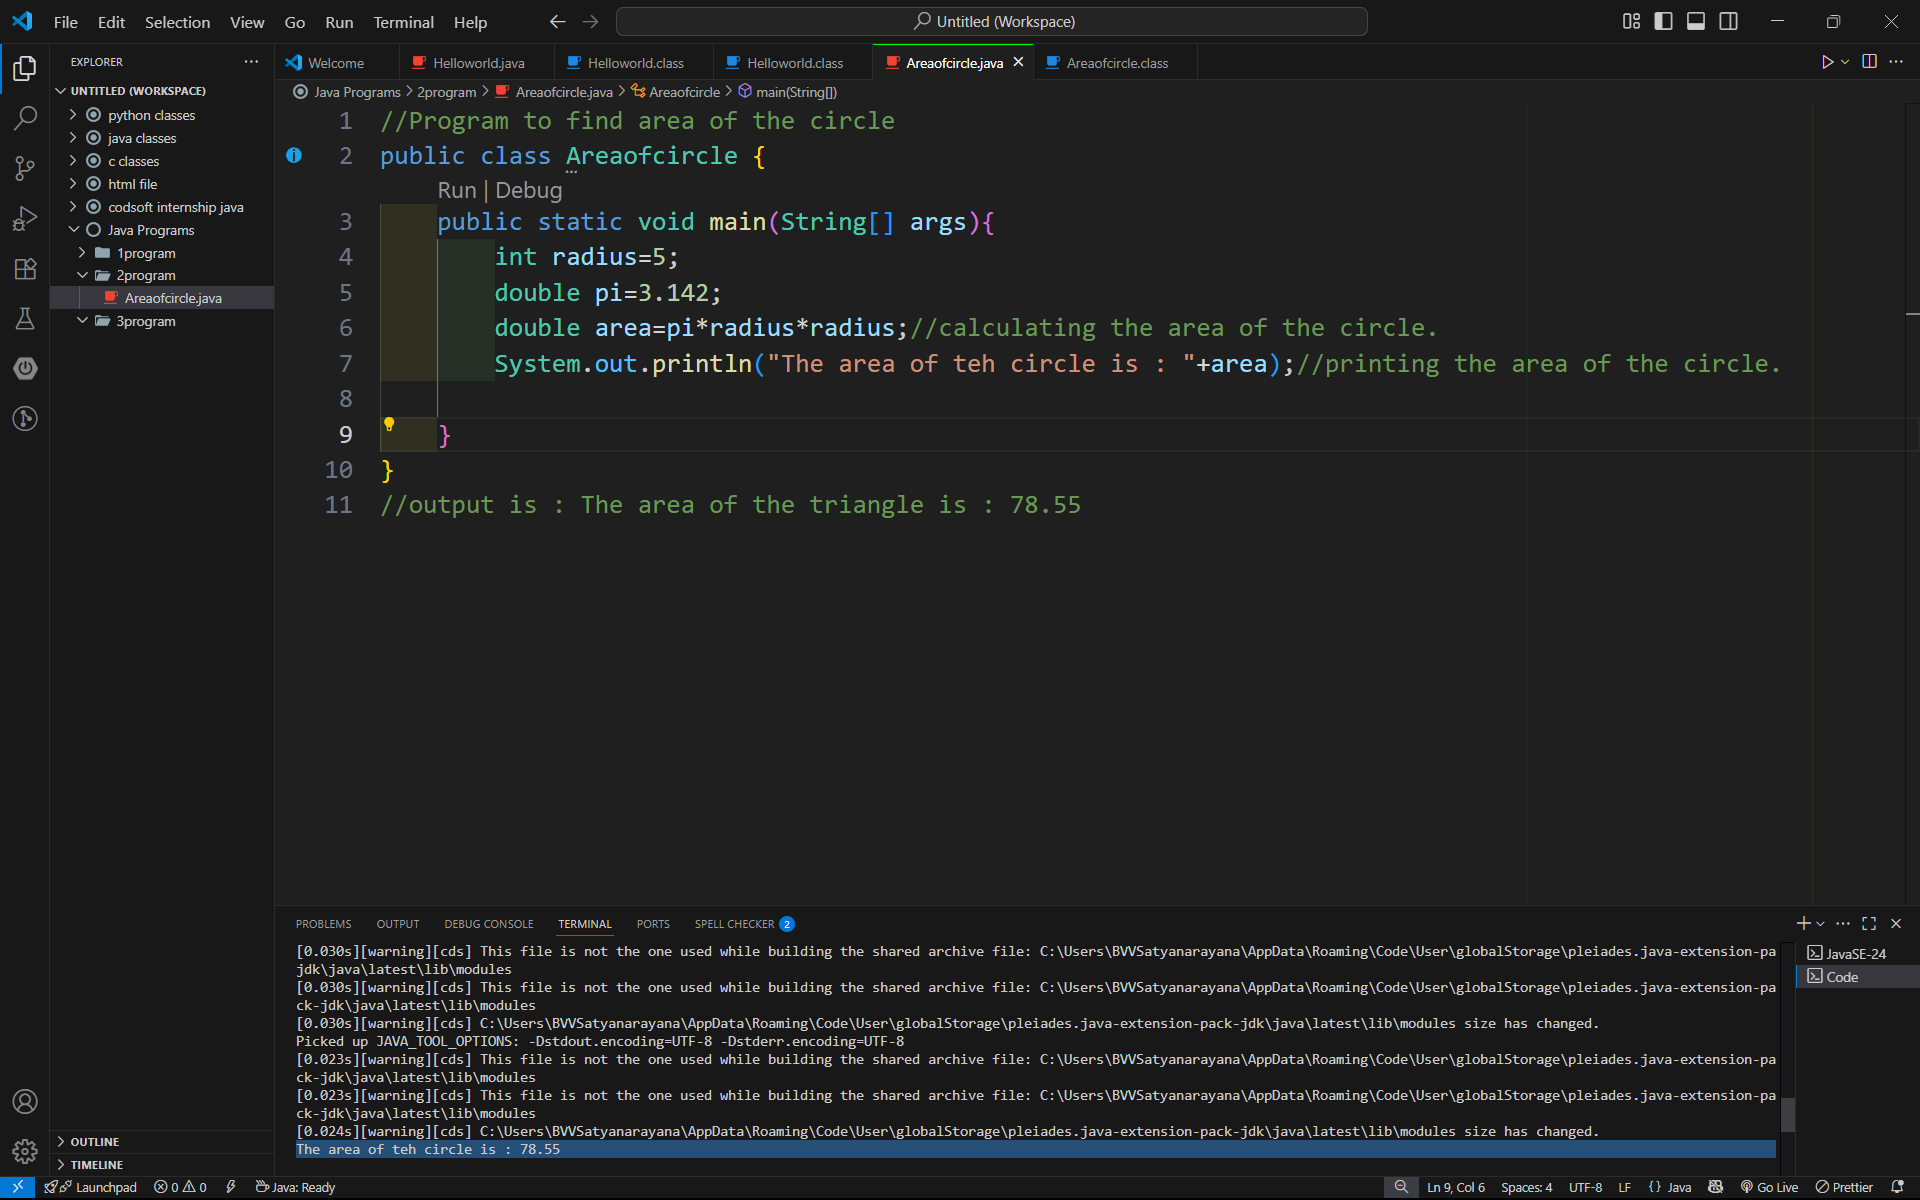 File Edit Selection View Go Run Terminal Help
Untitled (Workspace)
EXPLORER
UNTITLED (WORKSPACE)
python classes
java classes
c classes
html file
codsoft internship java
Java Programs
1program
2program
Areaofcircle.java
3program
OUTLINE
TIMELINE
Welcome Helloworld.java Helloworld.class Helloworld.class Areaofcircle.java Areaofcircle.class
Java Programs > 2program > Areaofcircle.java > Areaofcircle > main(String[])
1 //Program to find area of the circle
2 public class Areaofcircle {
Run | Debug
3 public static void main(String[] args){
4 int radius=5;
5 double pi=3.142;
6 double area=pi*radius*radius;//calculating the area of the circle.
7 System.out.println("The area of teh circle is : "+area);//printing the area of the circle.
8
9 }
10 }
11 //output is : The area of the triangle is : 78.55
PROBLEMS OUTPUT DEBUG CONSOLE TERMINAL PORTS SPELL CHECKER 2
[0.030s][warning][cds] This file is not the one used while building the shared archive file: C:\Users\BVVSatyanarayana\AppData\Roaming\Code\User\globalStorage\pleiades.java-extension-pa
jdk\java\latest\lib\modules
[0.030s][warning][cds] This file is not the one used while building the shared archive file: C:\Users\BVVSatyanarayana\AppData\Roaming\Code\User\globalStorage\pleiades.java-extension-pa
ck-jdk\java\latest\lib\modules
[0.030s][warning][cds] C:\Users\BVVSatyanarayana\AppData\Roaming\Code\User\globalStorage\pleiades.java-extension-pack-jdk\java\latest\lib\modules size has changed.
Picked up JAVA_TOOL_OPTIONS: -Dstdout.encoding=UTF-8 -Dstderr.encoding=UTF-8
[0.023s][warning][cds] This file is not the one used while building the shared archive file: C:\Users\BVVSatyanarayana\AppData\Roaming\Code\User\globalStorage\pleiades.java-extension-pa
ck-jdk\java\latest\lib\modules
[0.023s][warning][cds] This file is not the one used while building the shared archive file: C:\Users\BVVSatyanarayana\AppData\Roaming\Code\User\globalStorage\pleiades.java-extension-pa
ck-jdk\java\latest\lib\modules
[0.024s][warning][cds] C:\Users\BVVSatyanarayana\AppData\Roaming\Code\User\globalStorage\pleiades.java-extension-pack-jdk\java\latest\lib\modules size has changed.
The area of teh circle is : 78.55
JavaSE-24
Code
Launchpad 0 0 Java: Ready Ln 9, Col 6 Spaces: 4 UTF-8 LF {} Java Go Live Prettier